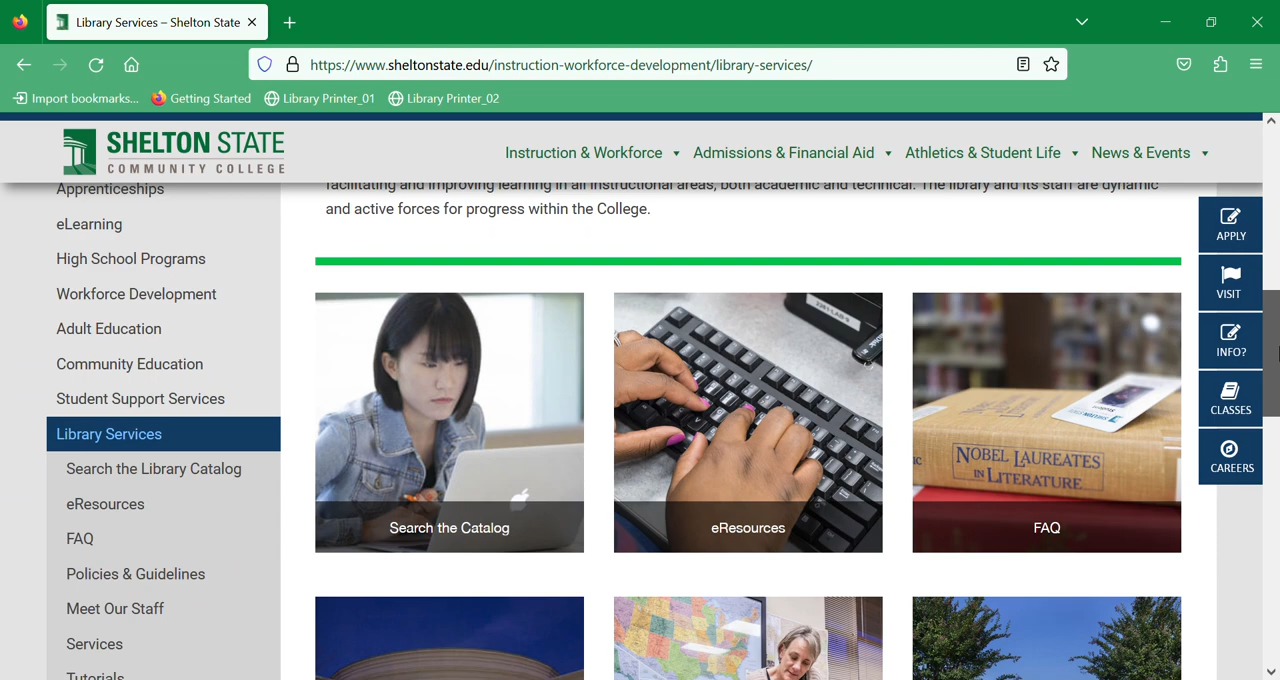 Library Services – Shelton State
https://www.sheltonstate.edu/instruction-workforce-development/library-services/
Import bookmarks...
Getting Started
Library Printer_01
Library Printer_02
SHELTON STATE
COMMUNITY COLLEGE
Instruction & Workforce
Admissions & Financial Aid
Athletics & Student Life
News & Events
Apprenticeships
eLearning
High School Programs
Workforce Development
Adult Education
Community Education
Student Support Services
Library Services
Search the Library Catalog
eResources
FAQ
Policies & Guidelines
Meet Our Staff
Services
Tutorials
facilitating and improving learning in all instructional areas, both academic and technical. The library and its staff are dynamic
and active forces for progress within the College.
Search the Catalog
eResources
NOBEL LAUREATES
IN LITERATURE
FAQ
APPLY
VISIT
INFO?
CLASSES
CAREERS